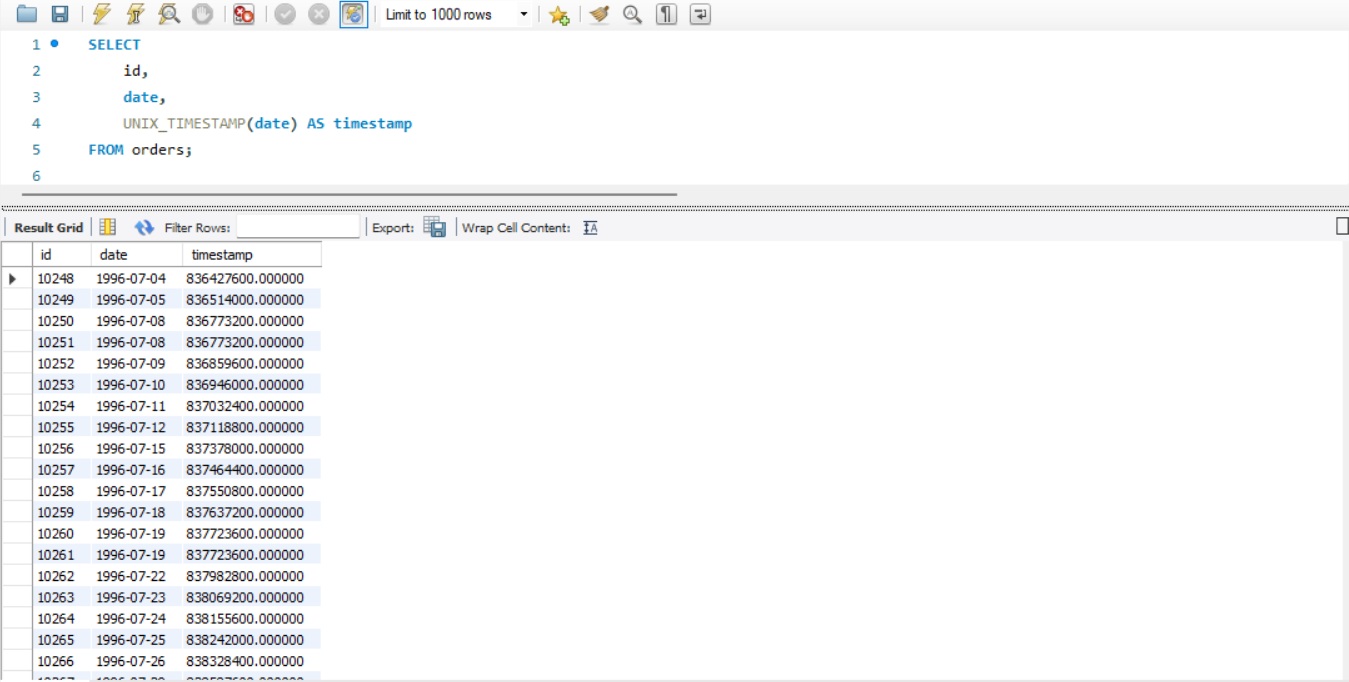 Limit to 1000 rows
1 SELECT
2 id,
3 date,
4 UNIX_TIMESTAMP(date) AS timestamp
5 FROM orders;
6
Result Grid Filter Rows: Export: Wrap Cell Content:
id date timestamp
10248 1996-07-04 836427600.000000
10249 1996-07-05 836514000.000000
10250 1996-07-08 836773200.000000
10251 1996-07-08 836773200.000000
10252 1996-07-09 836859600.000000
10253 1996-07-10 836946000.000000
10254 1996-07-11 837032400.000000
10255 1996-07-12 837118800.000000
10256 1996-07-15 837378000.000000
10257 1996-07-16 837464400.000000
10258 1996-07-17 837550800.000000
10259 1996-07-18 837637200.000000
10260 1996-07-19 837723600.000000
10261 1996-07-19 837723600.000000
10262 1996-07-22 837982800.000000
10263 1996-07-23 838069200.000000
10264 1996-07-24 838155600.000000
10265 1996-07-25 838242000.000000
10266 1996-07-26 838328400.000000